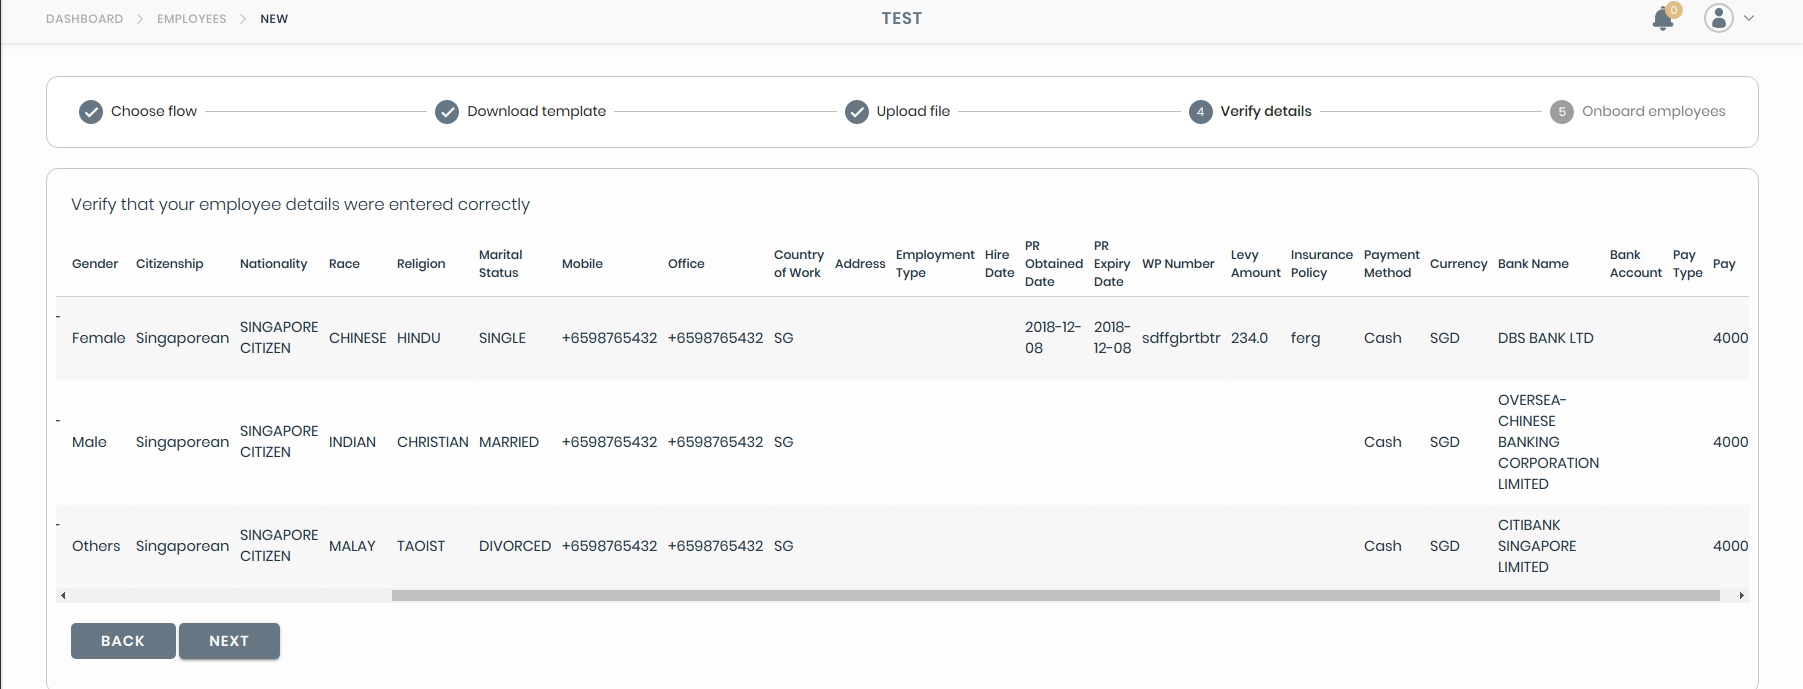 DASHBOARD > EMPLOYEES > NEW
TEST
0
Choose flow
Download template
Upload file
4 Verify details
5 Onboard employees
Verify that your employee details were entered correctly
Gender Citizenship Nationality Race Religion Marital Status Mobile Office Country of Work Address Employment Type Hire Date PR Obtained Date PR Expiry Date WP Number Levy Amount Insurance Policy Payment Method Currency Bank Name Bank Account Pay Type Pay
- Female Singaporean SINGAPORE CITIZEN CHINESE HINDU SINGLE +6598765432 +6598765432 SG 2018-12-08 2018-12-08 sdffgbrtbtr 234.0 ferg Cash SGD DBS BANK LTD 4000
- Male Singaporean SINGAPORE CITIZEN INDIAN CHRISTIAN MARRIED +6598765432 +6598765432 SG Cash SGD OVERSEA-CHINESE BANKING CORPORATION LIMITED 4000
- Others Singaporean SINGAPORE CITIZEN MALAY TAOIST DIVORCED +6598765432 +6598765432 SG Cash SGD CITIBANK SINGAPORE LIMITED 4000
BACK NEXT